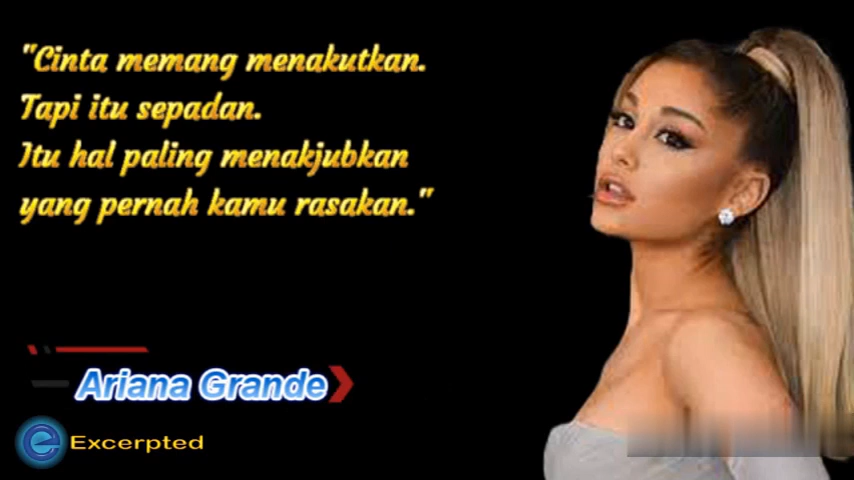 "Cinta memang menakutkan.
Tapi itu sepadan.
Itu hal paling menakjubkan
yang pernah kamu rasakan."
Ariana Grande
Excerpted